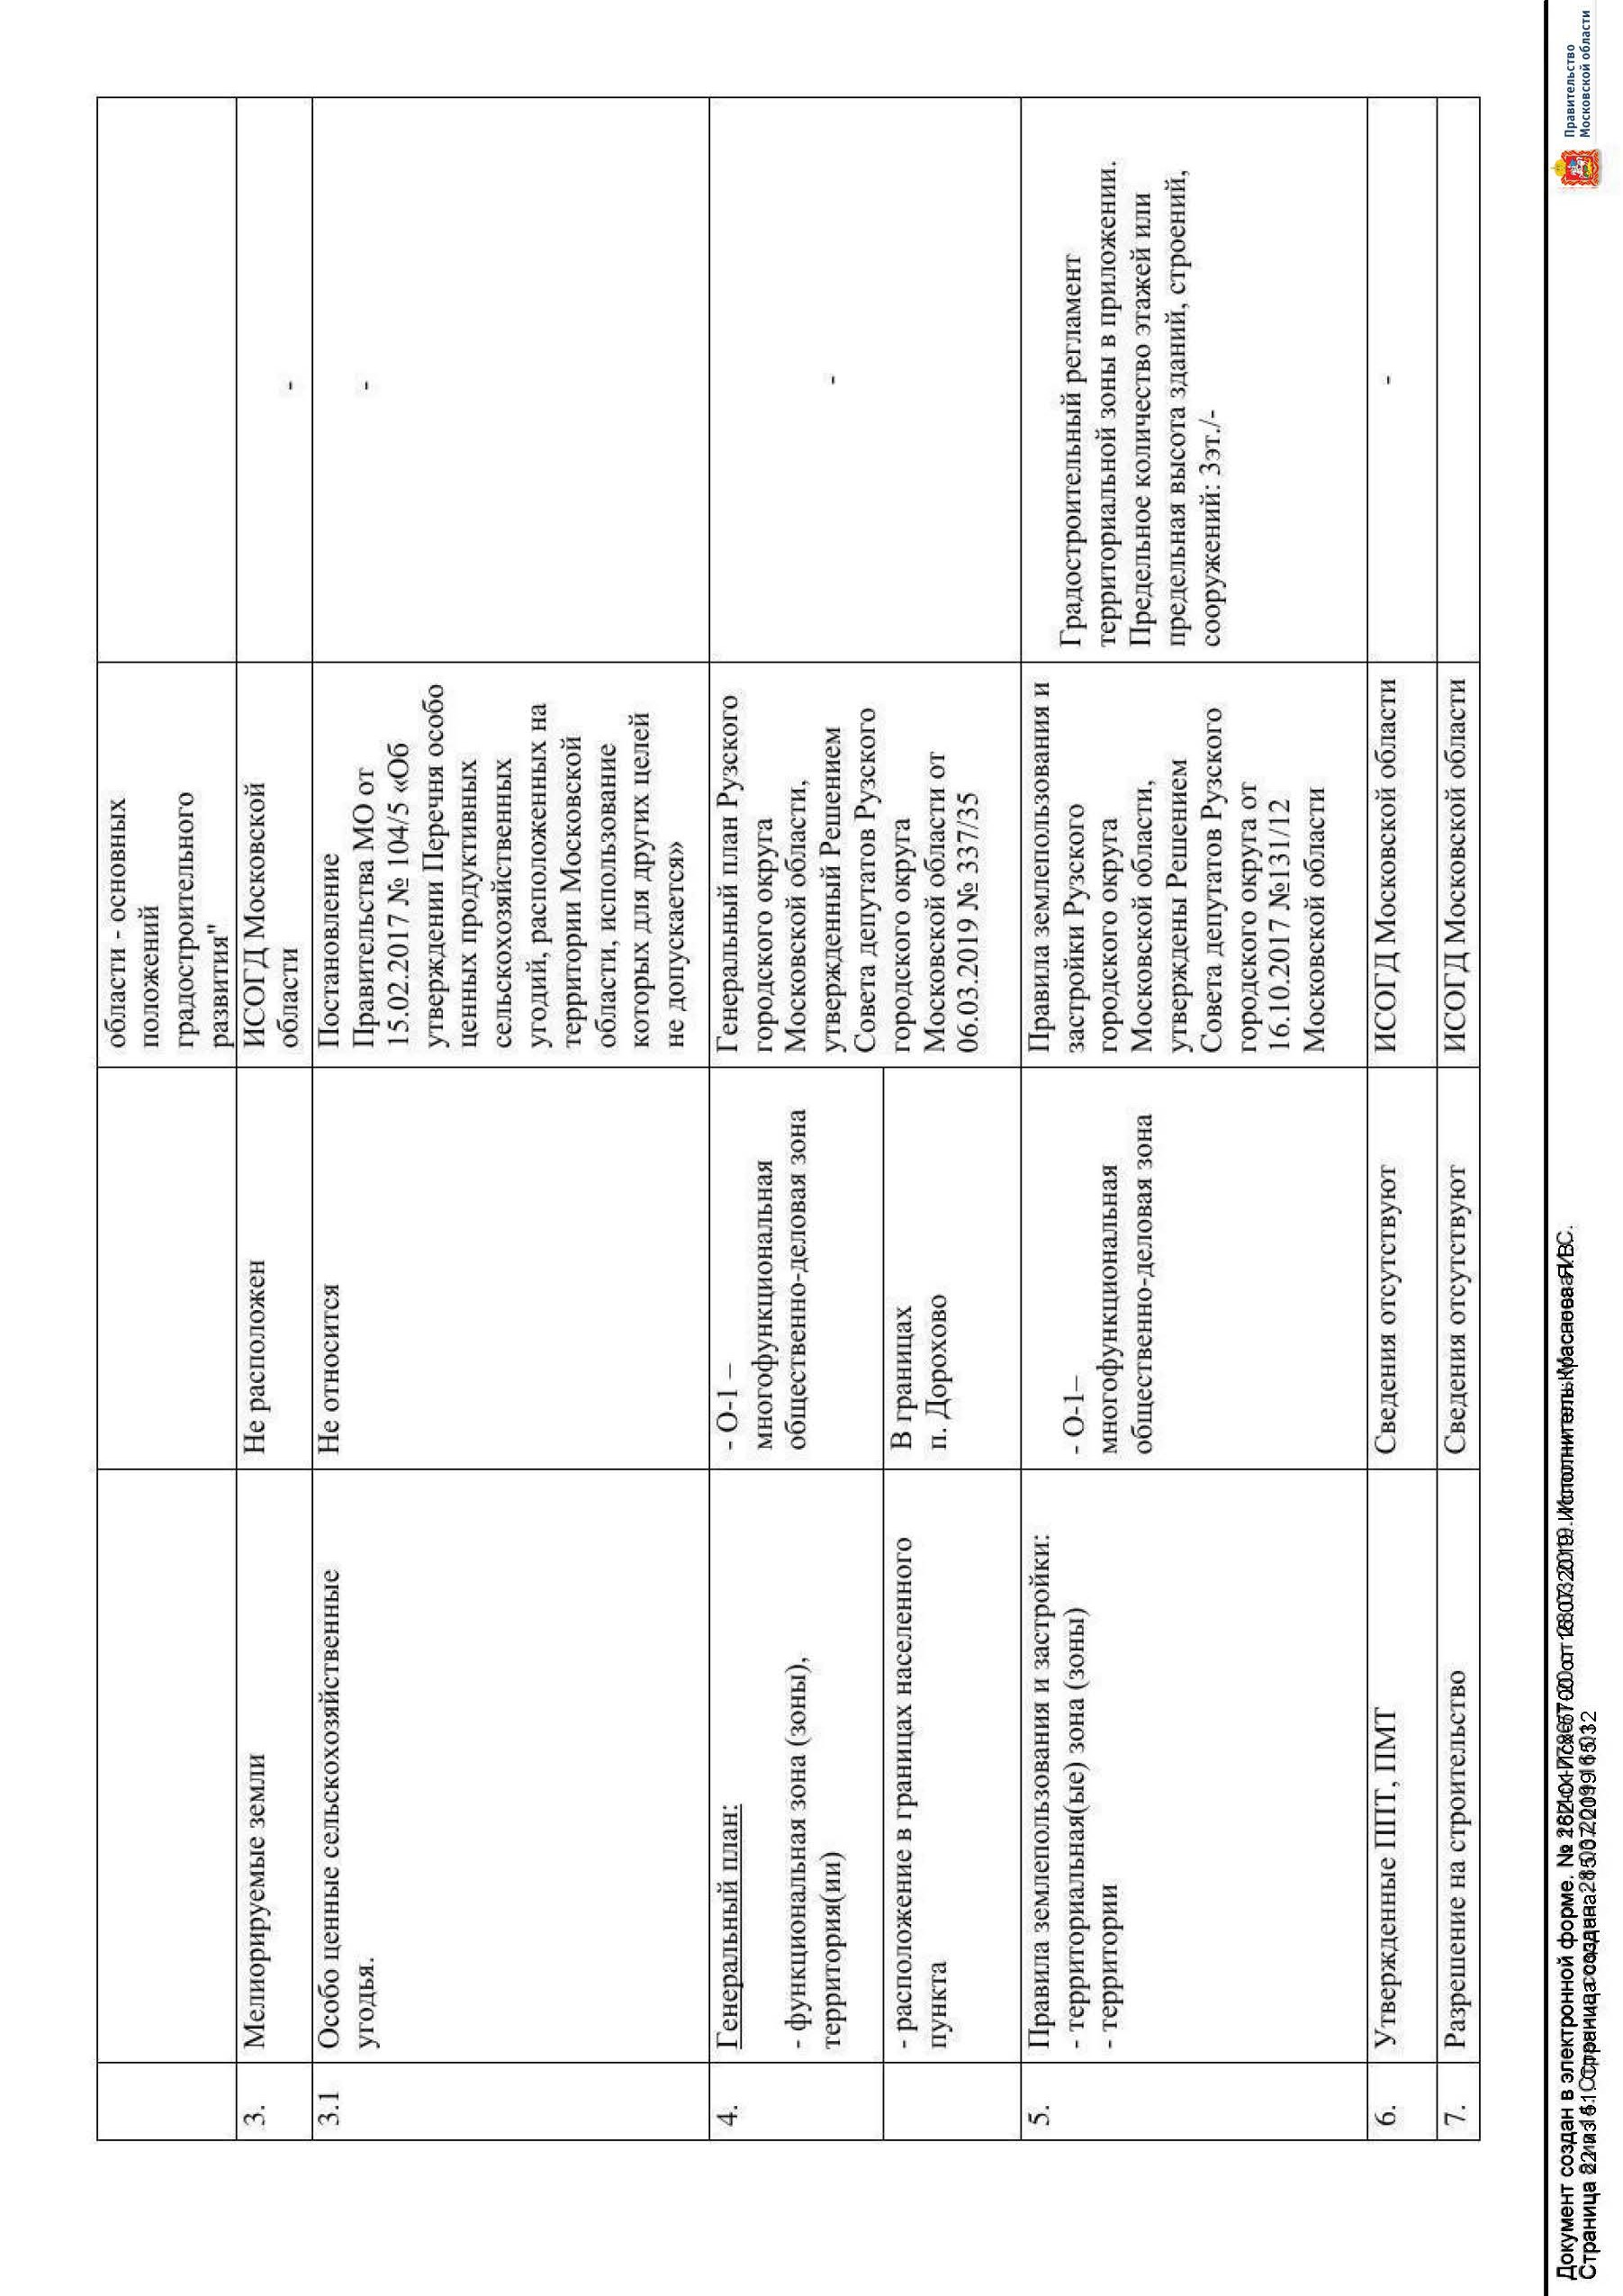 области - основных
положений
градостроительного
развития"
3.
Мелиорируемые земли
Не расположен
ИСОГД Московской
области
-
3.1
Особо ценные сельскохозяйственные
угодья.
Не относится
Постановление
Правительства МО от
15.02.2017 № 104/5 «Об
утверждении Перечня особо
ценных продуктивных
сельскохозяйственных
угодий, расположенных на
территории Московской
области, использование
которых для других целей
не допускается»
-
4.
Генеральный план:
- функциональная зона (зоны),
территория(ии)
- О-1 –
многофункциональная
общественно-деловая зона
Генеральный план Рузского
городского округа
Московской области,
утвержденный Решением
Совета депутатов Рузского
городского округа
Московской области от
06.03.2019 № 337/35
-
- расположение в границах населенного
пункта
В границах
п. Дорохово
5.
Правила землепользования и застройки:
- территориальная(ые) зона (зоны)
- территории
- О-1–
многофункциональная
общественно-деловая зона
Правила землепользования и
застройки Рузского
городского округа
Московской области,
утверждены Решением
Совета депутатов Рузского
городского округа от
16.10.2017 №131/12
Московской области
Градостроительный регламент
территориальной зоны в приложении.
Предельное количество этажей или
предельная высота зданий, строений,
сооружений: 3эт./-
6.
Утвержденные ППТ, ПМТ
Сведения отсутствуют
ИСОГД Московской области
-
7.
Разрешение на строительство
Сведения отсутствуют
ИСОГД Московской области
Документ создан в электронной форме. №
Страница
Правительство
Московской области